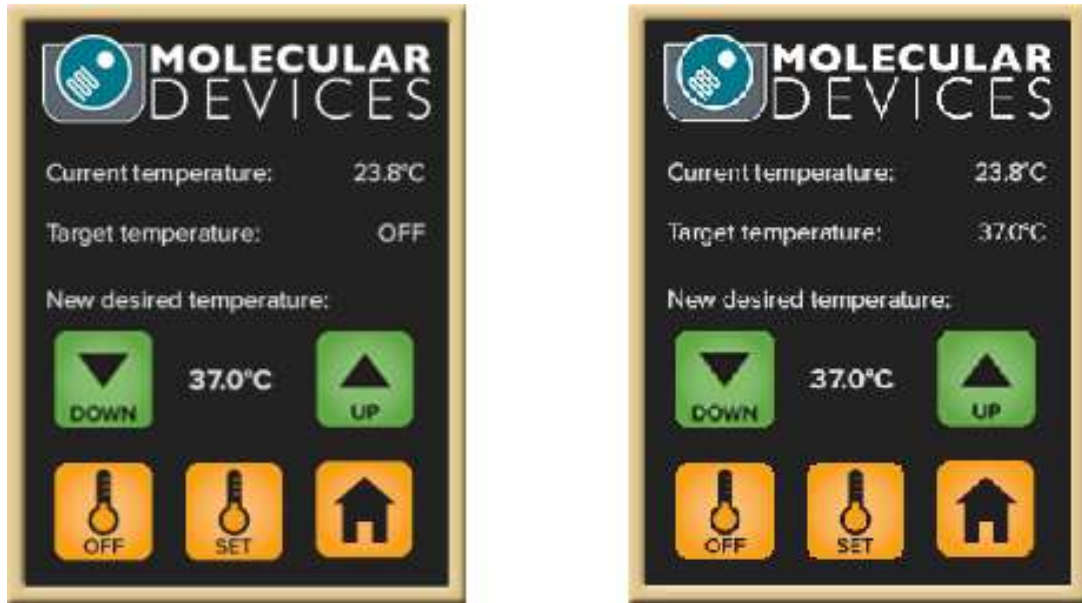 MOLECULAR
DEVICES
Current temperature: 23.8°C
Target temperature: OFF
New desired temperature:
DOWN 37.0°C UP
OFF SET
MOLECULAR
DEVICES
Current temperature: 23.8°C
Target temperature: 37.0°C
New desired temperature:
DOWN 37.0°C UP
OFF SET